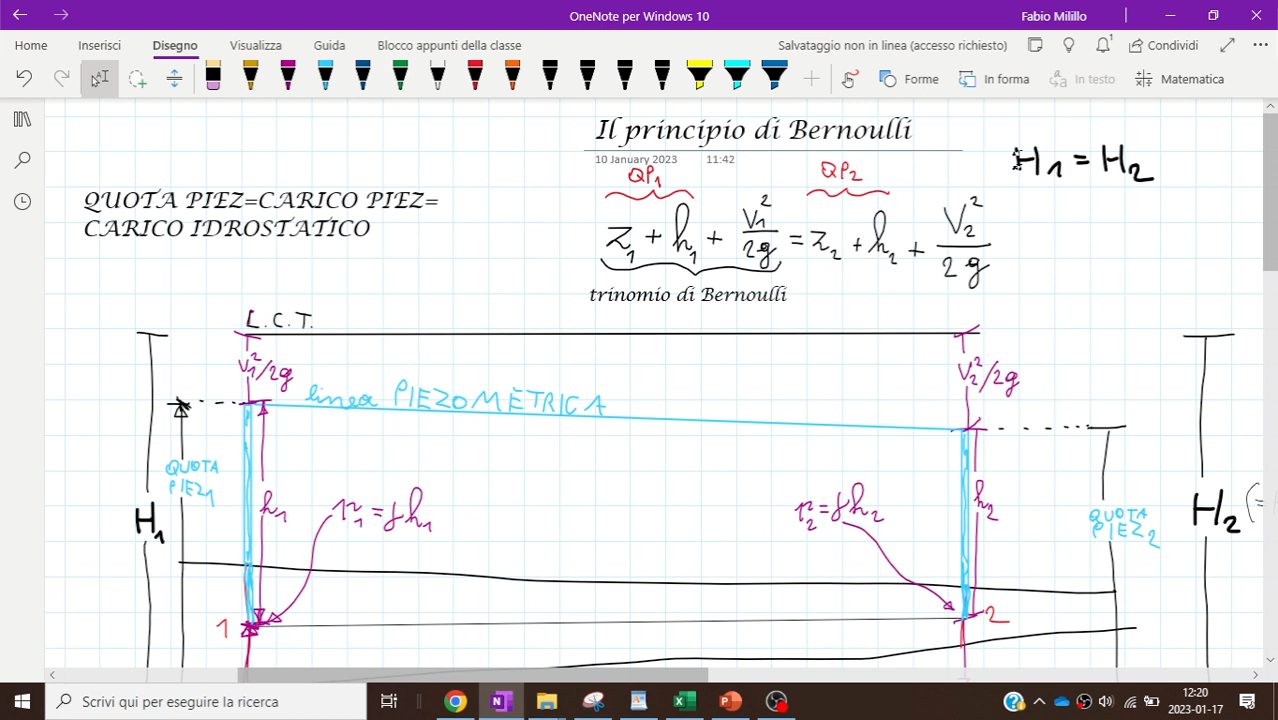 OneNote per Windows 10
Fabio Milillo
Home Inserisci Disegno Visualizza Guida Blocco appunti della classe
Salvataggio non in linea (accesso riservato)
Condividi
Forme In forma In testo Matematica
Il principio di Bernoulli
10 January 2023 11:42
H₁ = H₂
QP₁ QP₂
QUOTA PIEZ=CARICO PIEZ=
CARICO IDROSTATICO
z₁ + h₁ + V₁²/2g = z₂ + h₂ + V₂²/2g
trinomio di Bernoulli
L.C.T.
V₁²/2g
V₂²/2g
linea PIEZOMÈTRICA
QUOTA
PIEZ1
H₁
h₁
p₁=γh₁
p₂=γh₂
h₂
QUOTA
PIEZ₂
H₂(=
1
2
Scrivi qui per eseguire la ricerca
12:20
2023-01-17